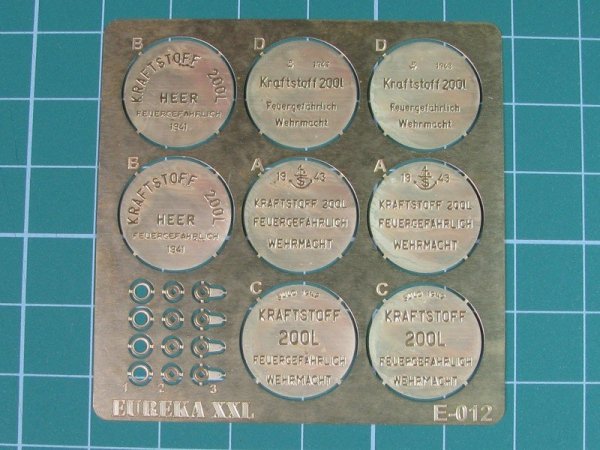 B
KRAFTSTOFF 200L
HEER
FEUERGEFÄHRLICH
1941
D
1943
Kraftstoff 200l
Feuergefährlich
Wehrmacht
D
1943
Kraftstoff 200l
Feuergefährlich
Wehrmacht
B
KRAFTSTOFF 200L
HEER
FEUERGEFÄHRLICH
1941
A
19 43
KRAFTSTOFF 200L
FEUERGEFÄHRLICH
WEHRMACHT
A
19 43
KRAFTSTOFF 200L
FEUERGEFÄHRLICH
WEHRMACHT
C
KRAFTSTOFF
200L
FEUERGEFÄHRLICH
WEHRMACHT
C
KRAFTSTOFF
200L
FEUERGEFÄHRLICH
WEHRMACHT
1 2 3
EUREKA XXL
E-012